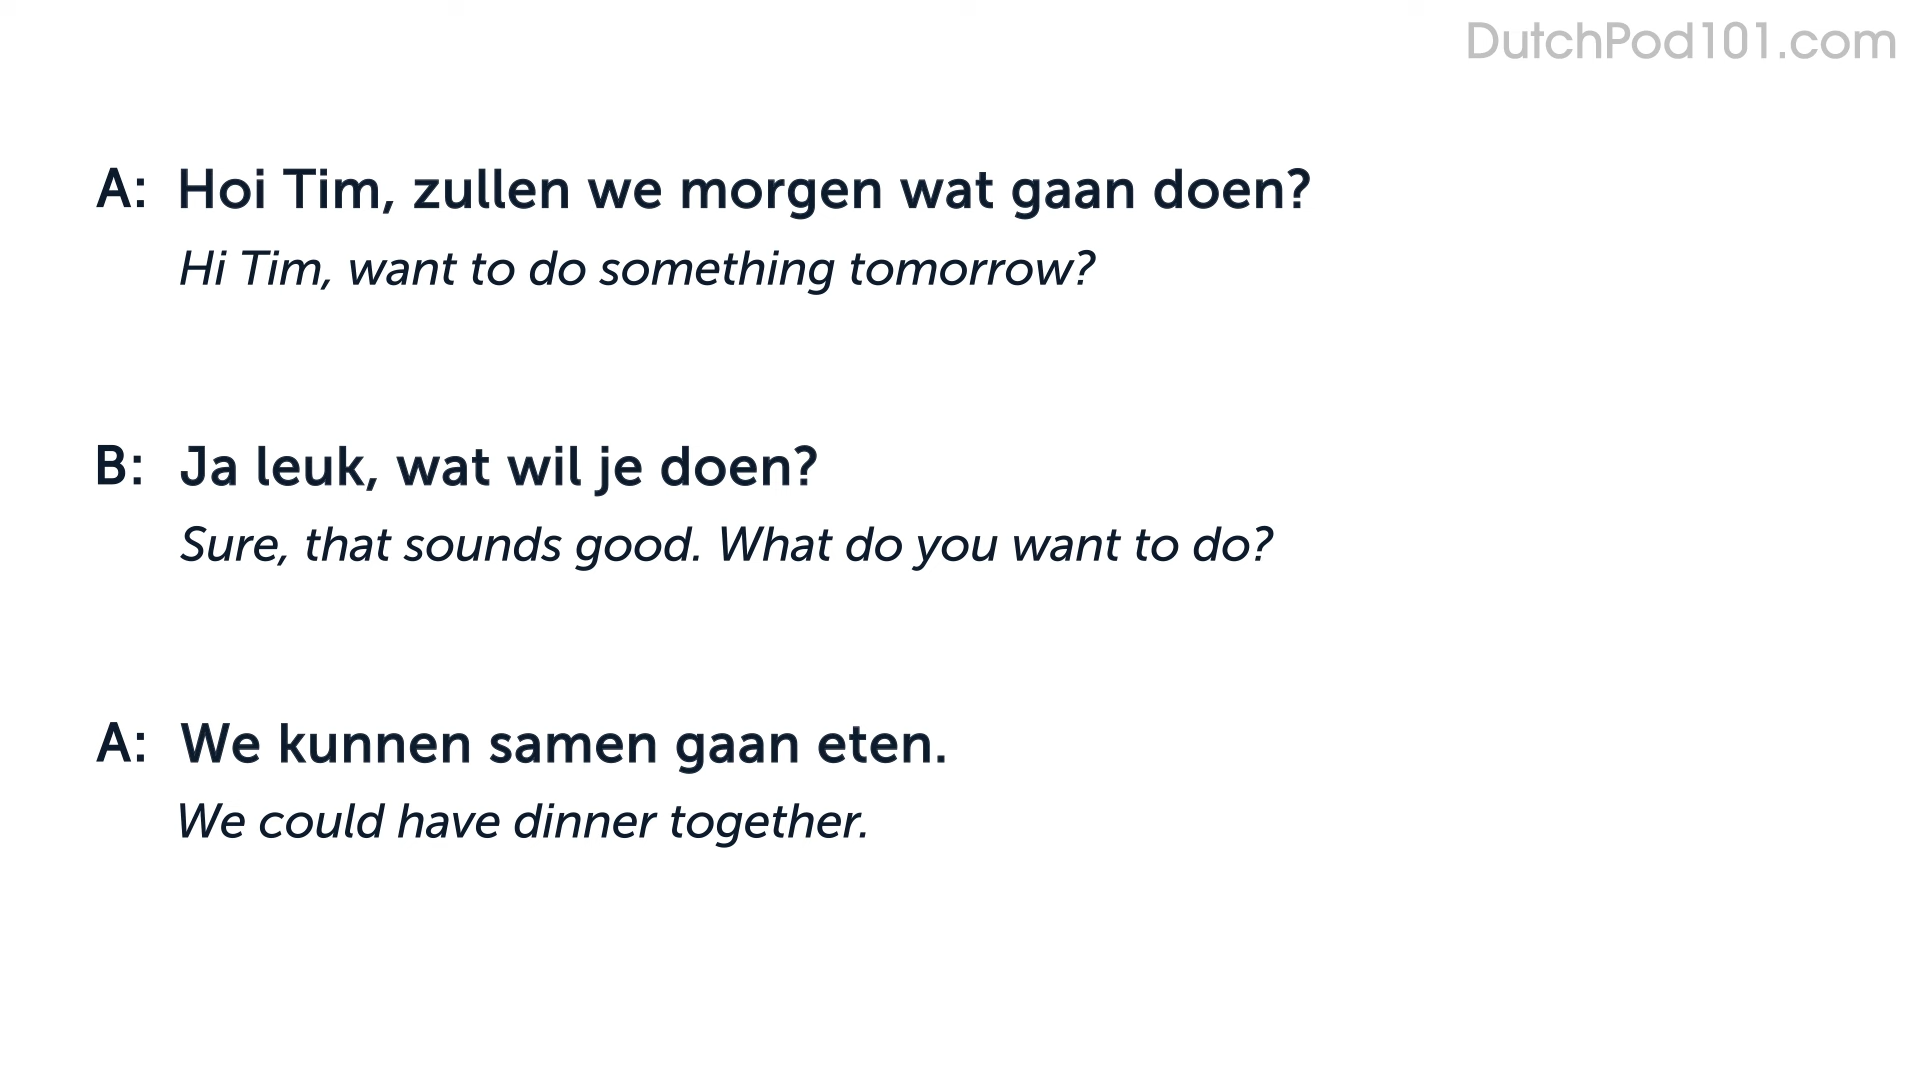 DutchPod101.com
A: Hoi Tim, zullen we morgen wat gaan doen?
Hi Tim, want to do something tomorrow?
B: Ja leuk, wat wil je doen?
Sure, that sounds good. What do you want to do?
A: We kunnen samen gaan eten.
We could have dinner together.